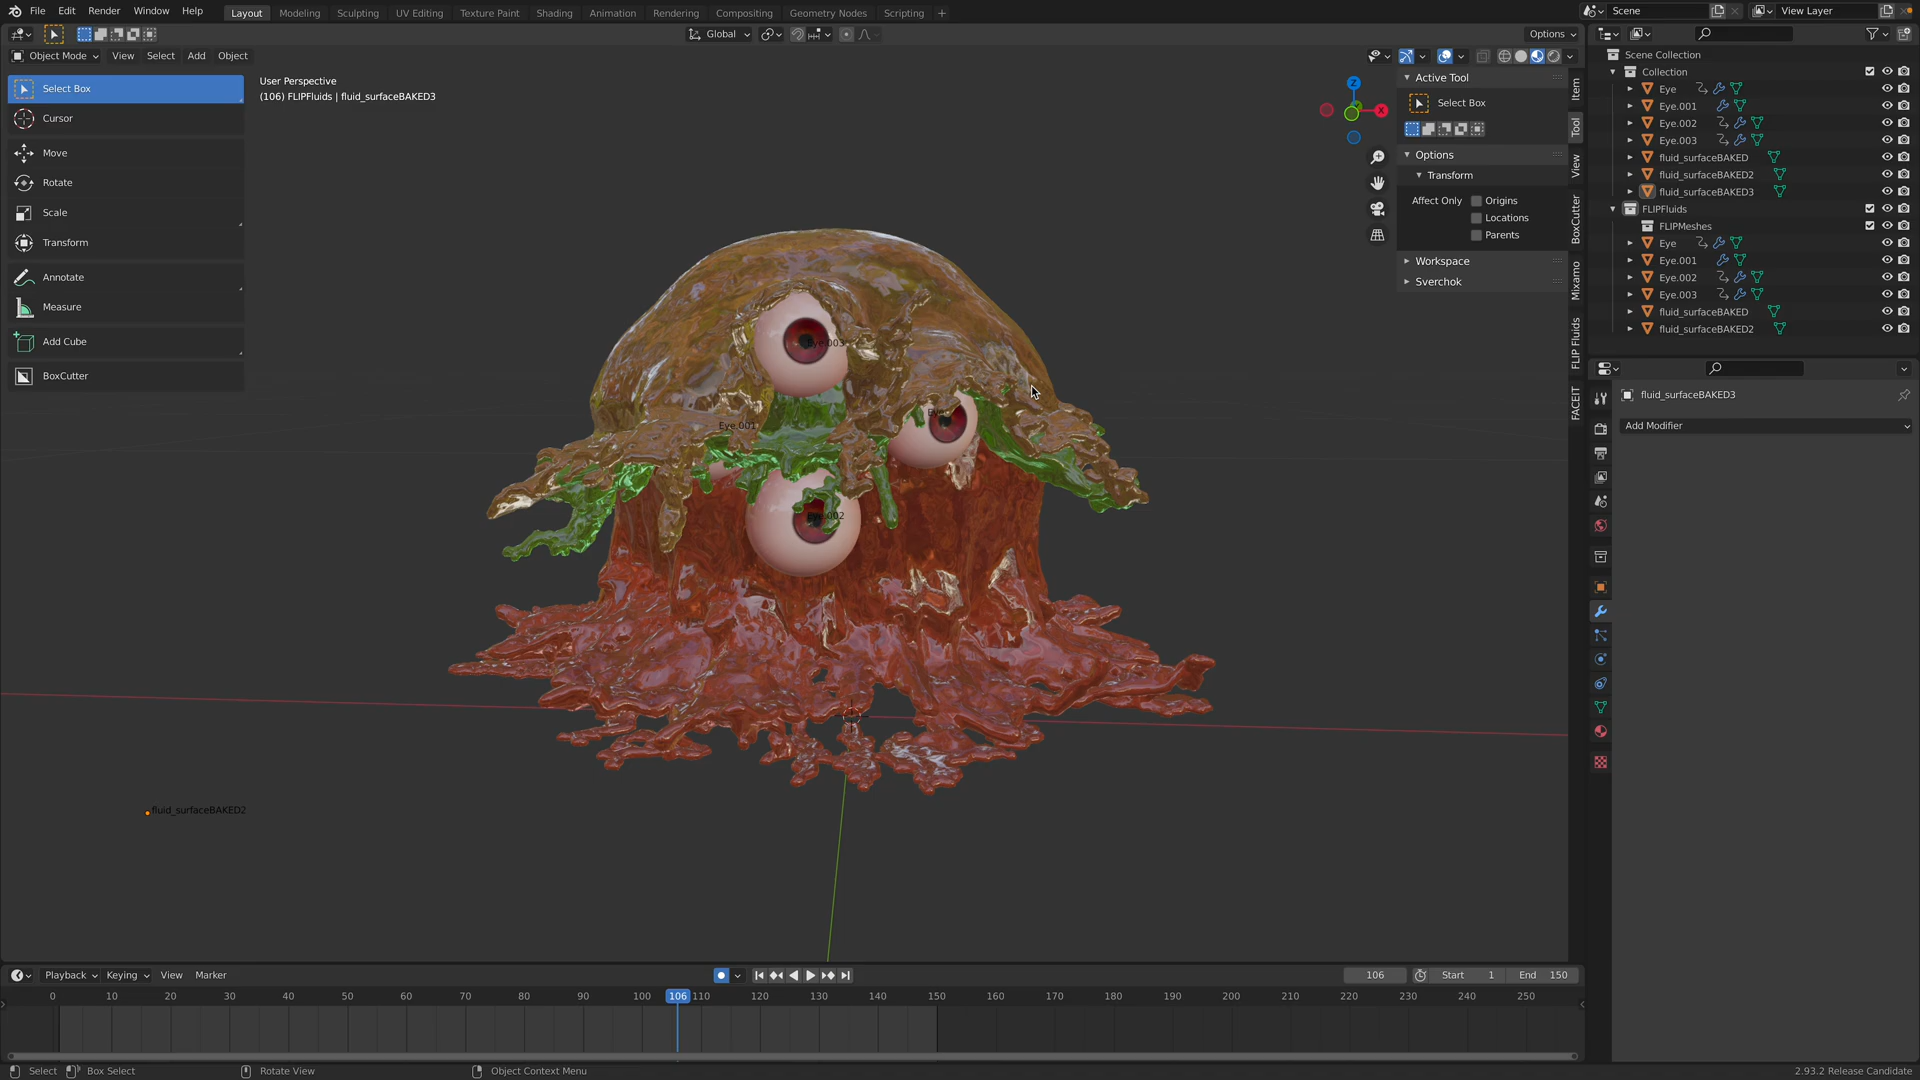 File Edit Render Window Help Layout Modeling Sculpting UV Editing Texture Paint Shading Animation Rendering Compositing Geometry Nodes Scripting + Scene View Layer
Global Options
Object Mode View Select Add Object
Select Box
Cursor
Move
Rotate
Scale
Transform
Annotate
Measure
Add Cube
BoxCutter
User Perspective
(106) FLIPFluids | fluid_surfaceBAKED3
Z
X
Eye.003
Eye.001
Eye.002
fluid_surfaceBAKED2
Active Tool
Select Box
Options
Transform
Affect Only Origins
Locations
Parents
Workspace
Sverchok
Item
Tool
View
BoxCutter
Mixamo
FLIP Fluids
FACEIT
Scene Collection
Collection
Eye
Eye.001
Eye.002
Eye.003
fluid_surfaceBAKED
fluid_surfaceBAKED2
fluid_surfaceBAKED3
FLIPFluids
FLIPMeshes
Eye
Eye.001
Eye.002
Eye.003
fluid_surfaceBAKED
fluid_surfaceBAKED2
fluid_surfaceBAKED3
Add Modifier
Playback Keying View Marker 106 Start 1 End 150
0 10 20 30 40 50 60 70 80 90 100 106 110 120 130 140 150 160 170 180 190 200 210 220 230 240 250
Select Box Select Rotate View Object Context Menu 2.93.2 Release Candidate